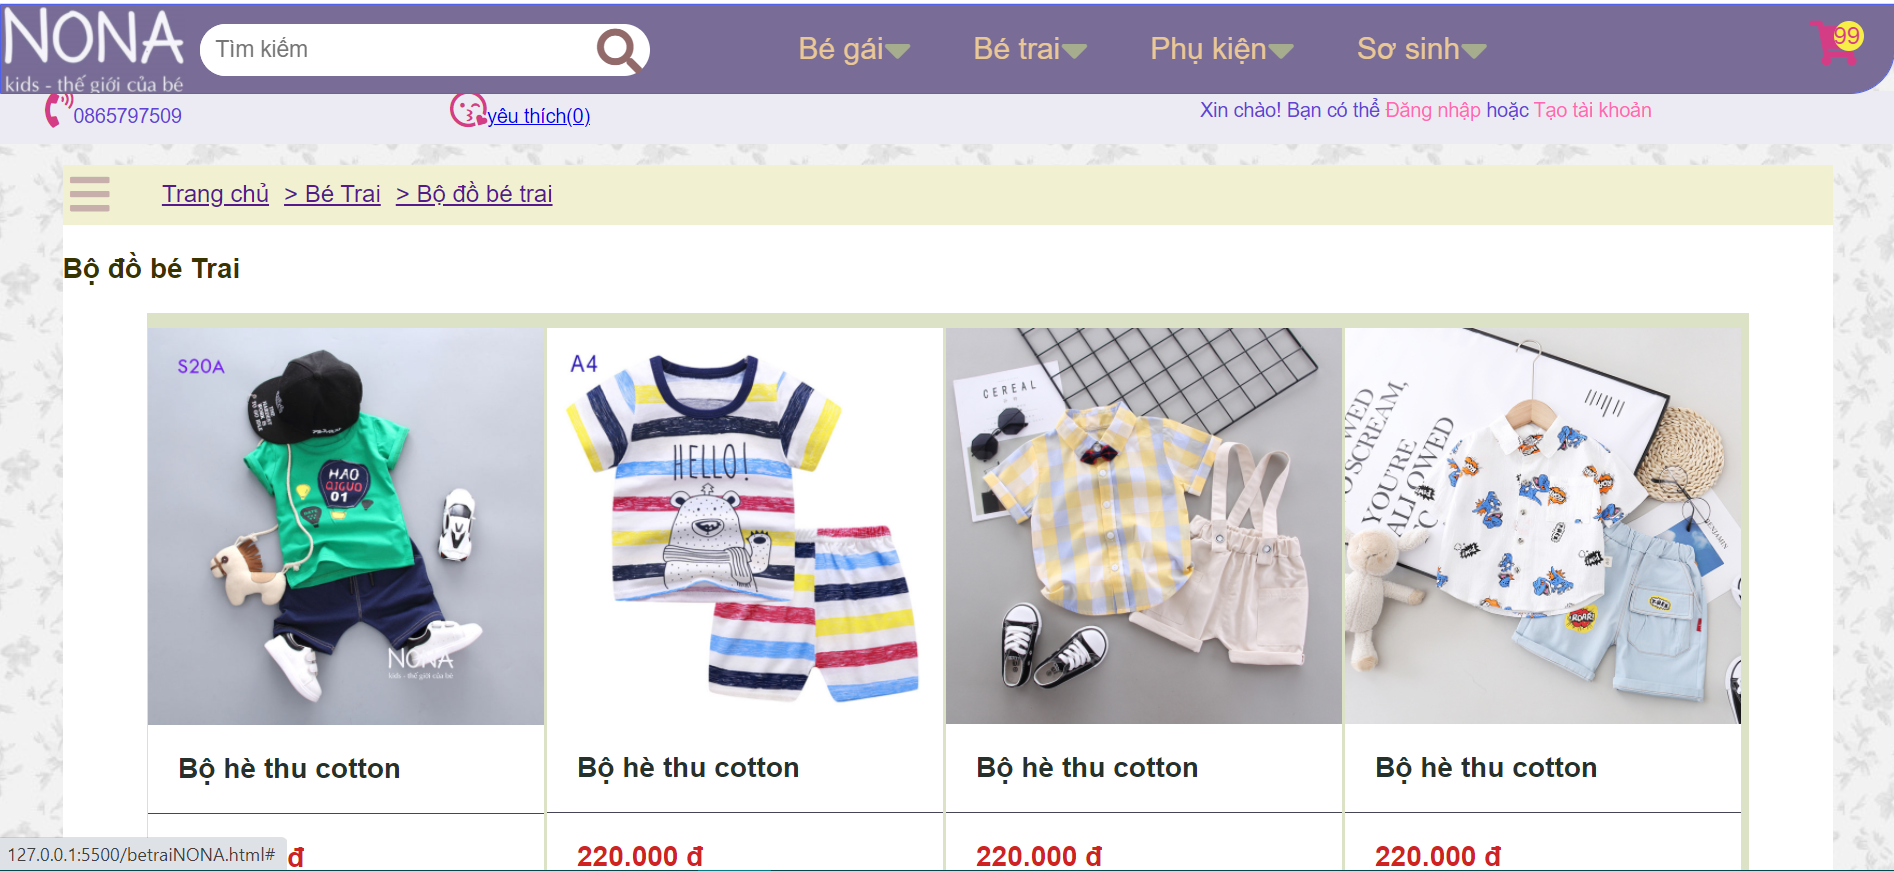 NONA
kids - thế giới của bé
Tìm kiếm
Bé gái
Bé trai
Phụ kiện
Sơ sinh
99
0865797509
yêu thích(0)
Xin chào! Bạn có thể Đăng nhập hoặc Tạo tài khoản
Trang chủ > Bé Trai > Bộ đồ bé trai
Bộ đồ bé Trai
S20A
HAO
QIGUO
01
NONA
kids - thế giới của bé
A4
HELLO!
CEREAL
OWED
SCREAM,
YOU'RE
ALLOWED
BENJAMIN
ROAR!
Bộ hè thu cotton
Bộ hè thu cotton
Bộ hè thu cotton
Bộ hè thu cotton
đ
220.000 đ
220.000 đ
220.000 đ
127.0.0.1:5500/betraiNONA.html#